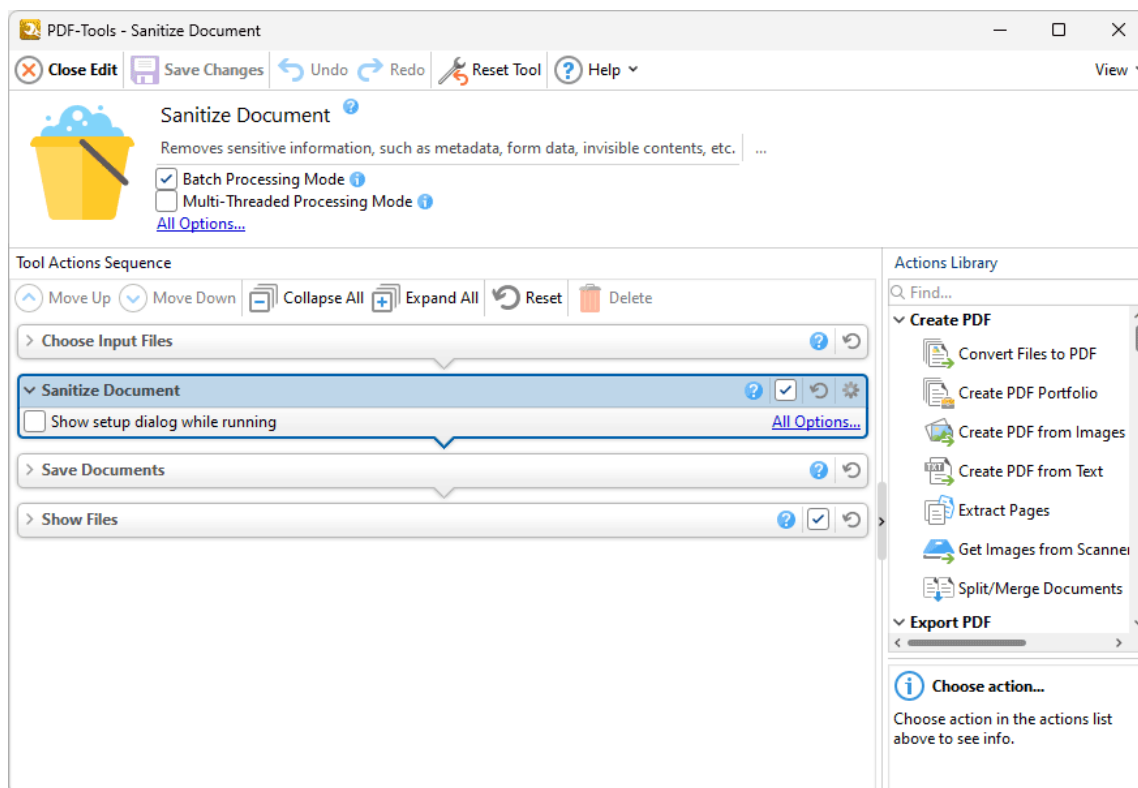 PDF-Tools - Sanitize Document
Close Edit Save Changes Undo Redo Reset Tool ? Help View
Sanitize Document ?
Removes sensitive information, such as metadata, form data, invisible contents, etc. ...
Batch Processing Mode i
Multi-Threaded Processing Mode i
All Options...
Tool Actions Sequence
Move Up Move Down Collapse All Expand All Reset Delete
Choose Input Files ?
Sanitize Document ?
Show setup dialog while running All Options...
Save Documents ?
Show Files ?
Actions Library
Find...
Create PDF
Convert Files to PDF
Create PDF Portfolio
Create PDF from Images
TXT Create PDF from Text
Extract Pages
Get Images from Scanner
Split/Merge Documents
Export PDF
i Choose action...
Choose action in the actions list
above to see info.